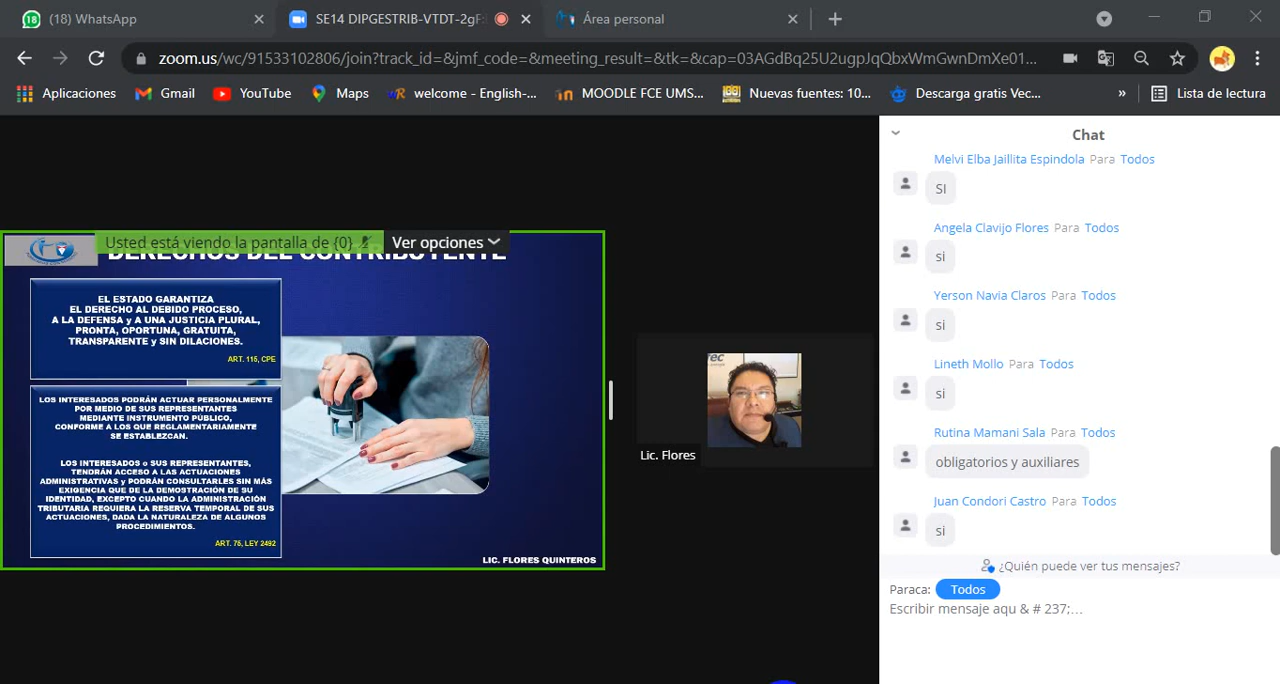 (18) WhatsApp
SE14 DIPGESTRIB-VTDT-2gF
Área personal
zoom.us/wc/91533102806/join?track_id=&jmf_code=&meeting_result=&tk=&cap=03AGdBq25U2ugpJqQbxWmGwnDmXe01...
Aplicaciones
Gmail
YouTube
Maps
welcome - English-...
MOODLE FCE UMS...
Nuevas fuentes: 10...
Descarga gratis Vec...
»
Lista de lectura
Usted está viendo la pantalla de {0}
Ver opciones
DERECHOS DEL CONTRIBUYENTE
EL ESTADO GARANTIZA
EL DERECHO AL DEBIDO PROCESO,
A LA DEFENSA y A UNA JUSTICIA PLURAL,
PRONTA, OPORTUNA, GRATUITA,
TRANSPARENTE y SIN DILACIONES.
ART. 115, CPE
LOS INTERESADOS PODRÁN ACTUAR PERSONALMENTE
POR MEDIO DE SUS REPRESENTANTES
MEDIANTE INSTRUMENTO PÚBLICO,
CONFORME A LOS QUE REGLAMENTARIAMENTE
SE ESTABLEZCAN.
LOS INTERESADOS o SUS REPRESENTANTES,
TENDRÁN ACCESO A LAS ACTUACIONES
ADMINISTRATIVAS y PODRÁN CONSULTARLES SIN MÁS
EXIGENCIA QUE DE LA DEMOSTRACIÓN DE SU
IDENTIDAD, EXCEPTO CUANDO LA ADMINISTRACIÓN
TRIBUTARIA REQUIERA LA RESERVA TEMPORAL DE SUS
ACTUACIONES, DADA LA NATURALEZA DE ALGUNOS
PROCEDIMIENTOS.
ART. 75, LEY 2492
LIC. FLORES QUINTEROS
Lic. Flores
Chat
Melvi Elba Jaillita Espindola Para Todos
SI
Angela Clavijo Flores Para Todos
si
Yerson Navia Claros Para Todos
si
Lineth Mollo Para Todos
si
Rutina Mamani Sala Para Todos
obligatorios y auxiliares
Juan Condori Castro Para Todos
si
¿Quién puede ver tus mensajes?
Paraca: Todos
Escribir mensaje aqu & # 237;...